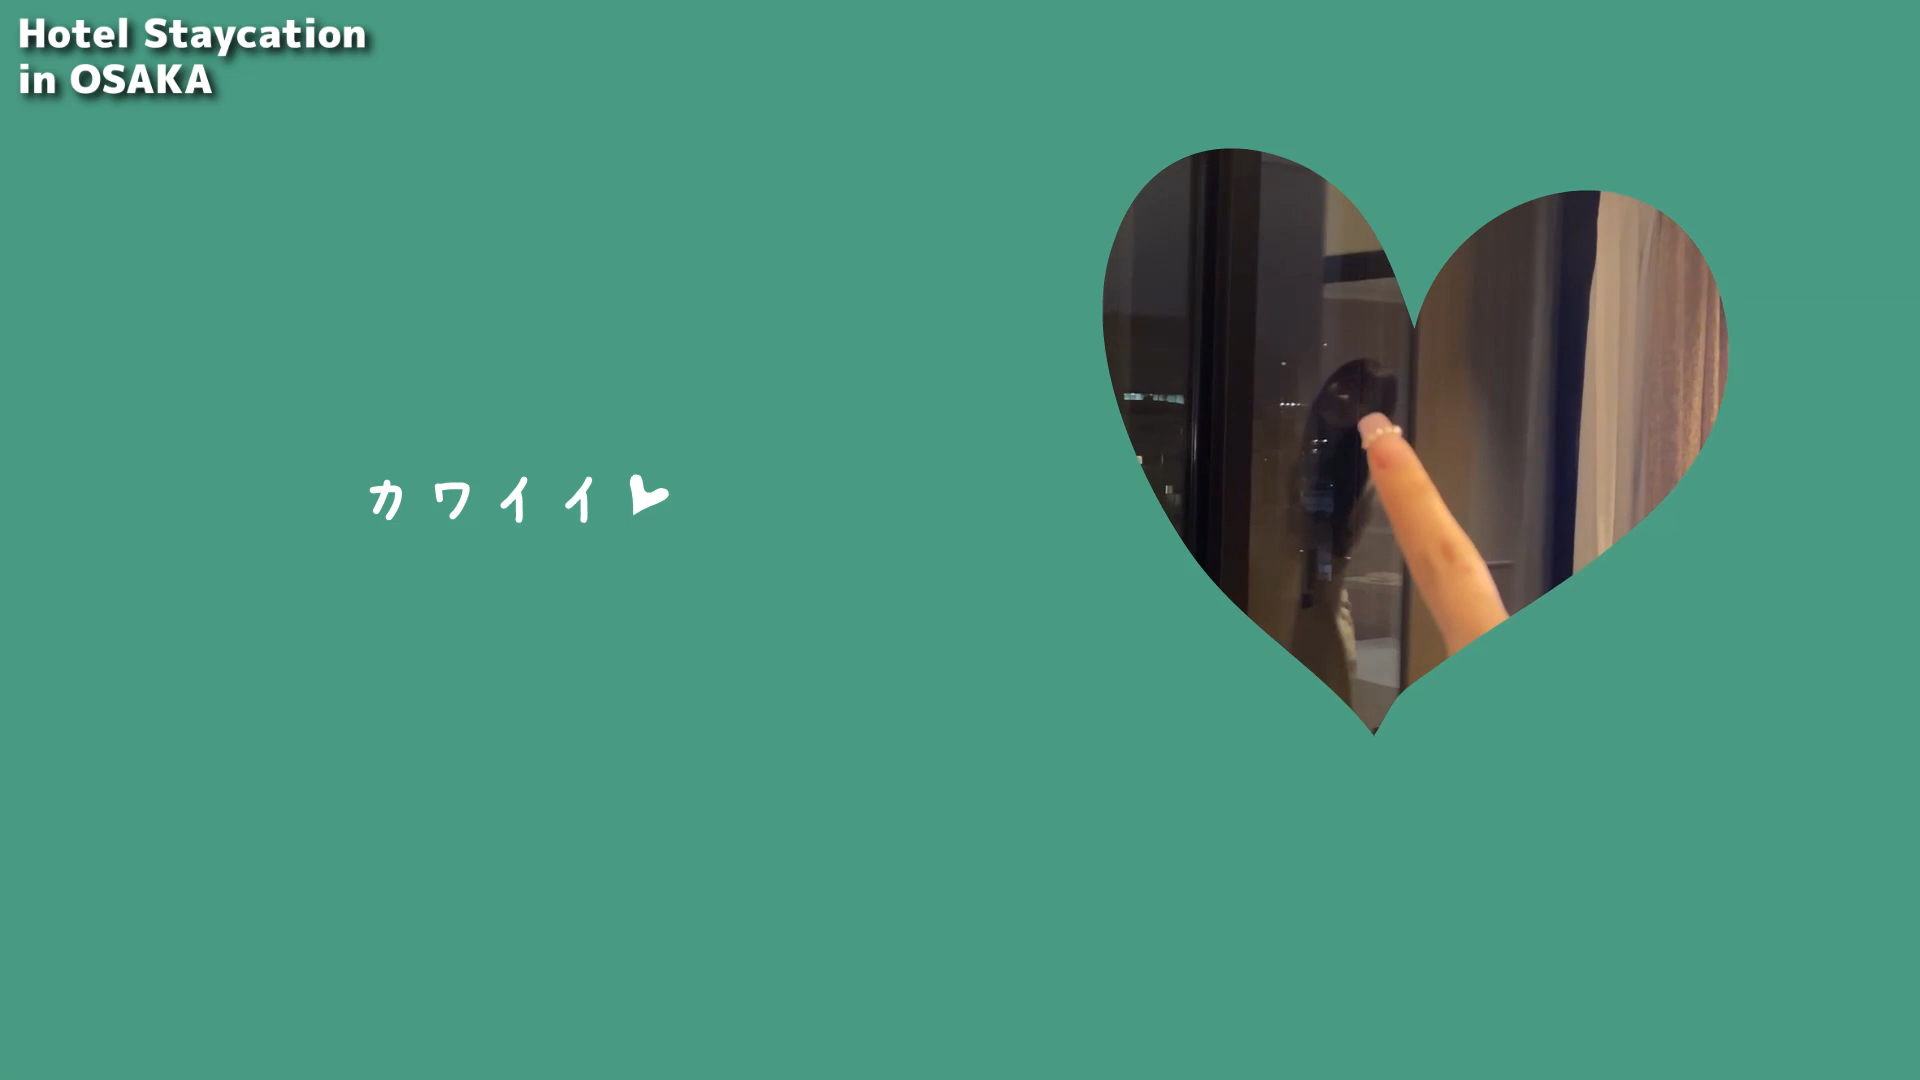 Hotel Staycation
in OSAKA
カワイイ♥